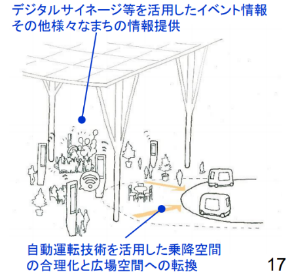 デジタルサイネージ等を活用したイベント情報
その他様々なまちの情報提供
自動運転技術を活用した乗降空間
の合理化と広場空間への転換
17